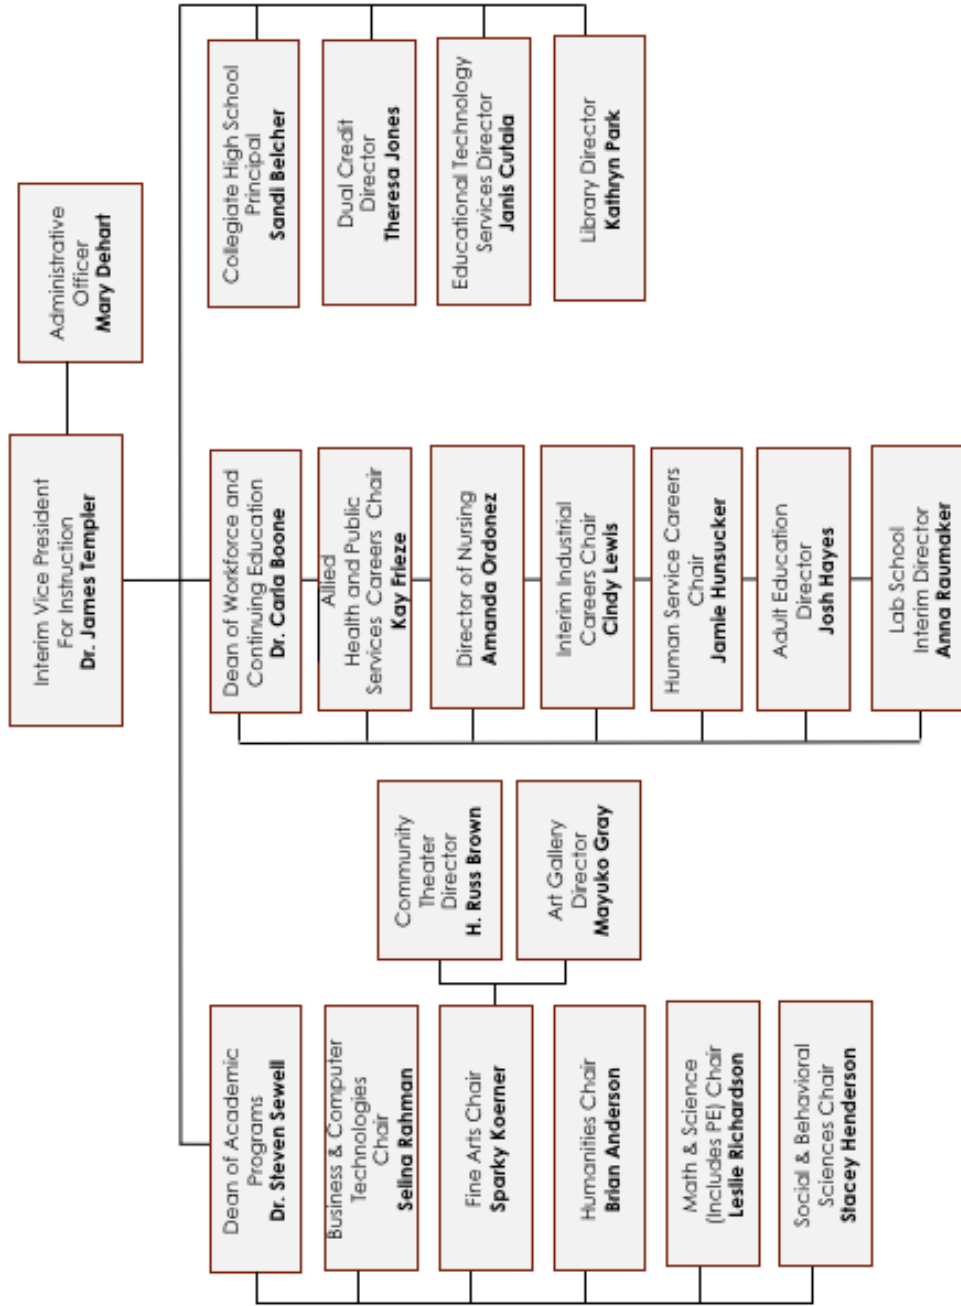 Interim Vice President
For Instruction
Dr. James Templer
Administrative
Officer
Mary Dehart
Dean of Academic
Programs
Dr. Steven Sewell
Business & Computer
Technologies
Chair
Selina Rahman
Fine Arts Chair
Sparky Koerner
Humanities Chair
Brian Anderson
Math & Science
(Includes PE) Chair
Leslie Richardson
Social & Behavioral
Sciences Chair
Stacey Henderson
Community
Theater
Director
H. Russ Brown
Art Gallery
Director
Mayuko Gray
Dean of Workforce and
Continuing Education
Dr. Carla Boone
Allied
Health and Public
Services Careers Chair
Kay Frieze
Director of Nursing
Amanda Ordonez
Interim Industrial
Careers Chair
Cindy Lewis
Human Service Careers
Chair
Jamie Hunsucker
Adult Education
Director
Josh Hayes
Lab School
Interim Director
Anna Raumaker
Collegiate High School
Principal
Sandi Belcher
Dual Credit
Director
Theresa Jones
Educational Technology
Services Director
Janis Cutaia
Library Director
Kathryn Park